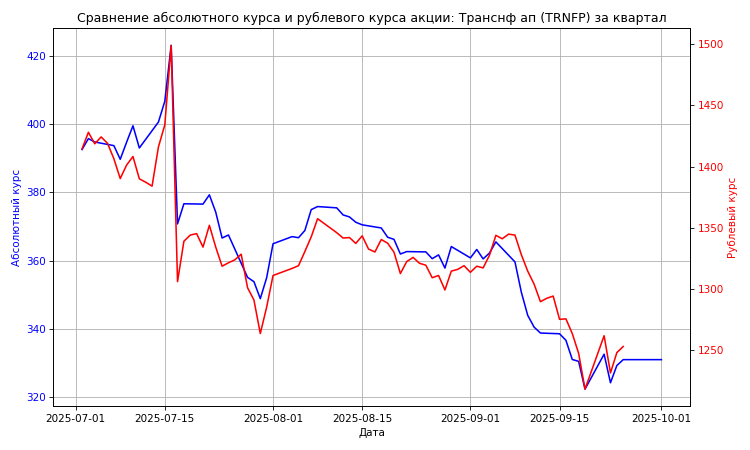 Сравнение абсолютного курса и рублевого курса акции: Транснф ап (TRNFP) за квартал
Абсолютный курс
420
400
380
360
340
320
1500
1450
1400
1350
1300
1250
Рублевый курс
2025-07-01 2025-07-15 2025-08-01 2025-08-15 2025-09-01 2025-09-15 2025-10-01
Дата